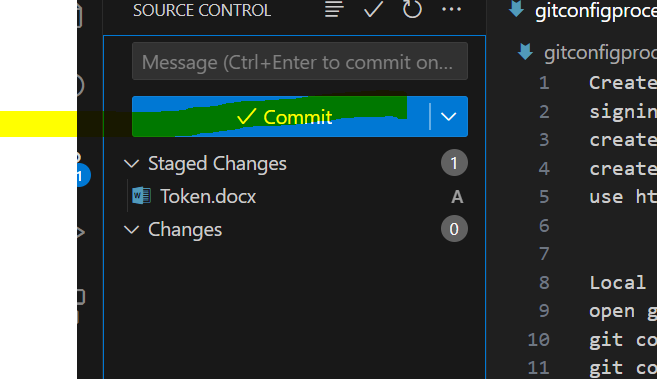 SOURCE CONTROL
Message (Ctrl+Enter to commit on...
Commit
Staged Changes 1
Token.docx A
Changes 0
1
gitconfigproce
gitconfigproc
1 Create
2 signin
3 create
4 create
5 use ht
6
7
8 Local
9 open g
10 git co
11 git co